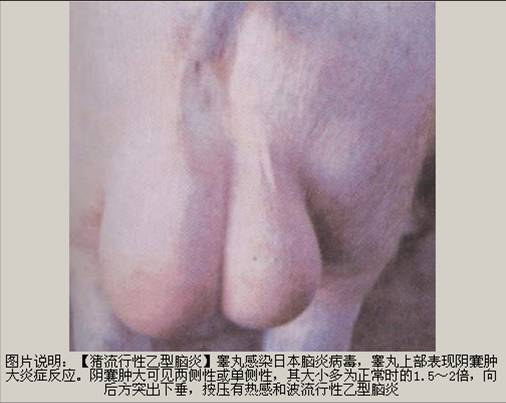 图片说明：【猪流行性乙型脑炎】睾丸感染日本脑炎病毒，睾丸上部表现阴囊肿
大炎症反应。阴囊肿大可见两侧性或单侧性，其大小多为正常时的1.5～2倍，向
后方突出下垂，按压有热感和波流行性乙型脑炎